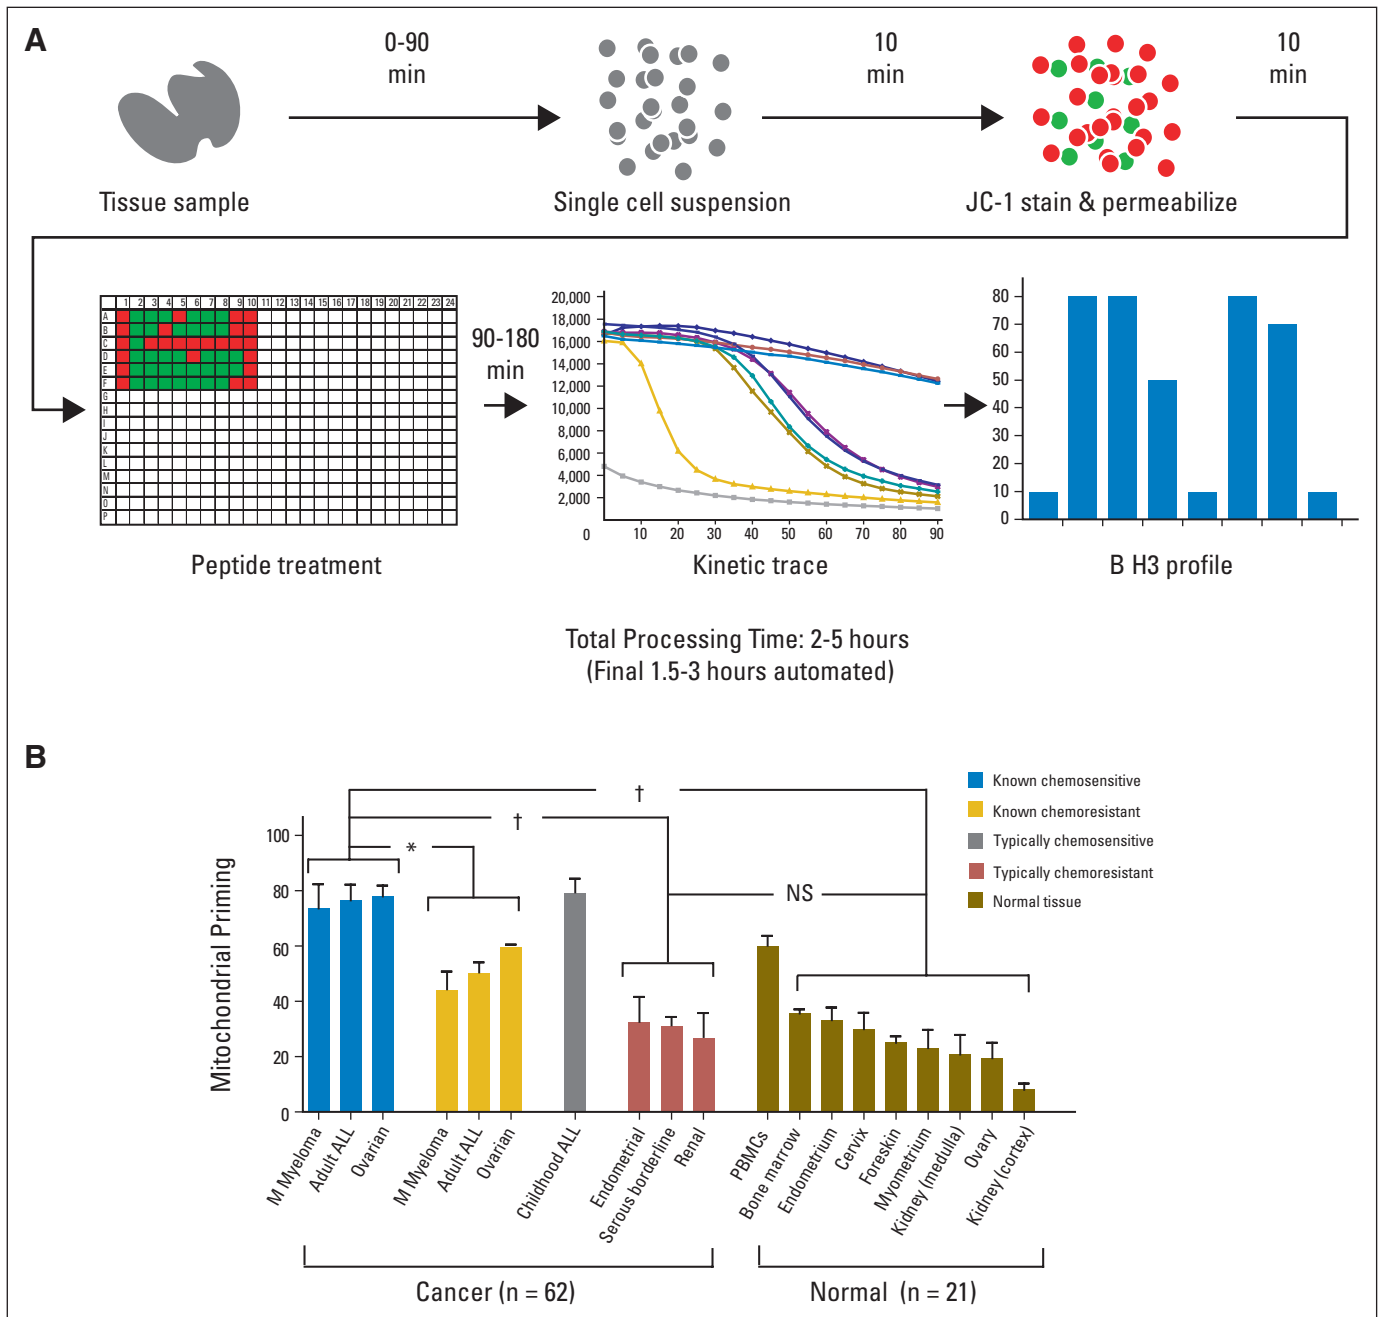 A
0-90
min
10
min
10
min
Tissue sample
Single cell suspension
JC-1 stain & permeabilize
1 2 3 4 5 6 7 8 9 10 11 12 13 14 15 16 17 18 19 20 21 22 23 24
A
B
C
D
E
F
G
H
I
J
K
L
M
N
O
P
Peptide treatment
90-180
min
20,000
18,000
16,000
14,000
12,000
10,000
8,000
6,000
4,000
2,000
0 10 20 30 40 50 60 70 80 90
Kinetic trace
80
70
60
50
40
30
20
10
0
B H3 profile
Total Processing Time: 2-5 hours
(Final 1.5-3 hours automated)
B
Known chemosensitive
Known chemoresistant
Typically chemosensitive
Typically chemoresistant
Normal tissue
†
†
*
NS
Mitochondrial Priming
100
80
60
40
20
0
M Myeloma
Adult ALL
Ovarian
M Myeloma
Adult ALL
Ovarian
Childhood ALL
Endometrial
Serous borderline
Renal
PBMCs
Bone marrow
Endometrium
Cervix
Foreskin
Myometrium
Kidney (medulla)
Ovary
Kidney (cortex)
Cancer (n = 62)
Normal (n = 21)